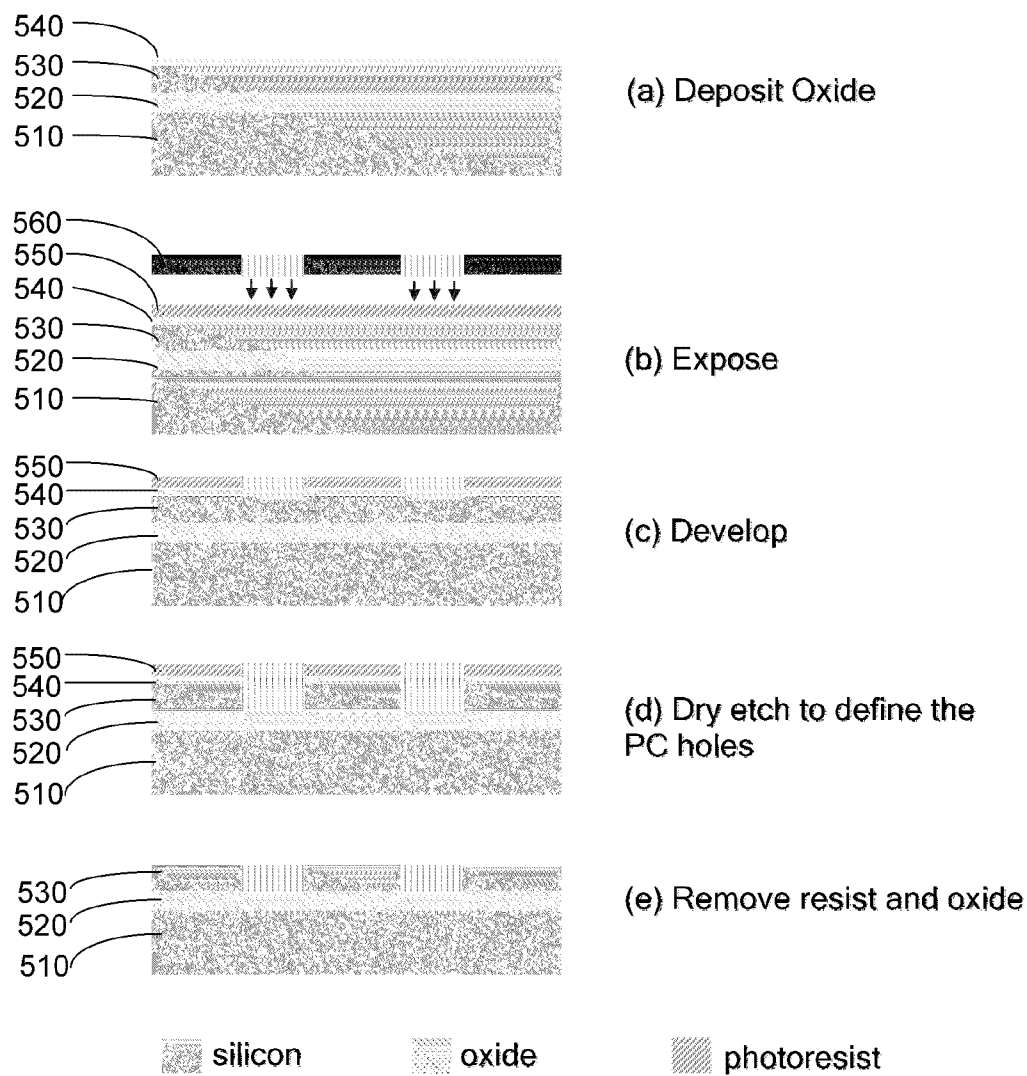 540
530
520
510
(a) Deposit Oxide
560
550
540
530
520
510
(b) Expose
550
540
530
520
510
(c) Develop
550
540
530
520
510
(d) Dry etch to define the
PC holes
530
520
510
(e) Remove resist and oxide
silicon
oxide
photoresist